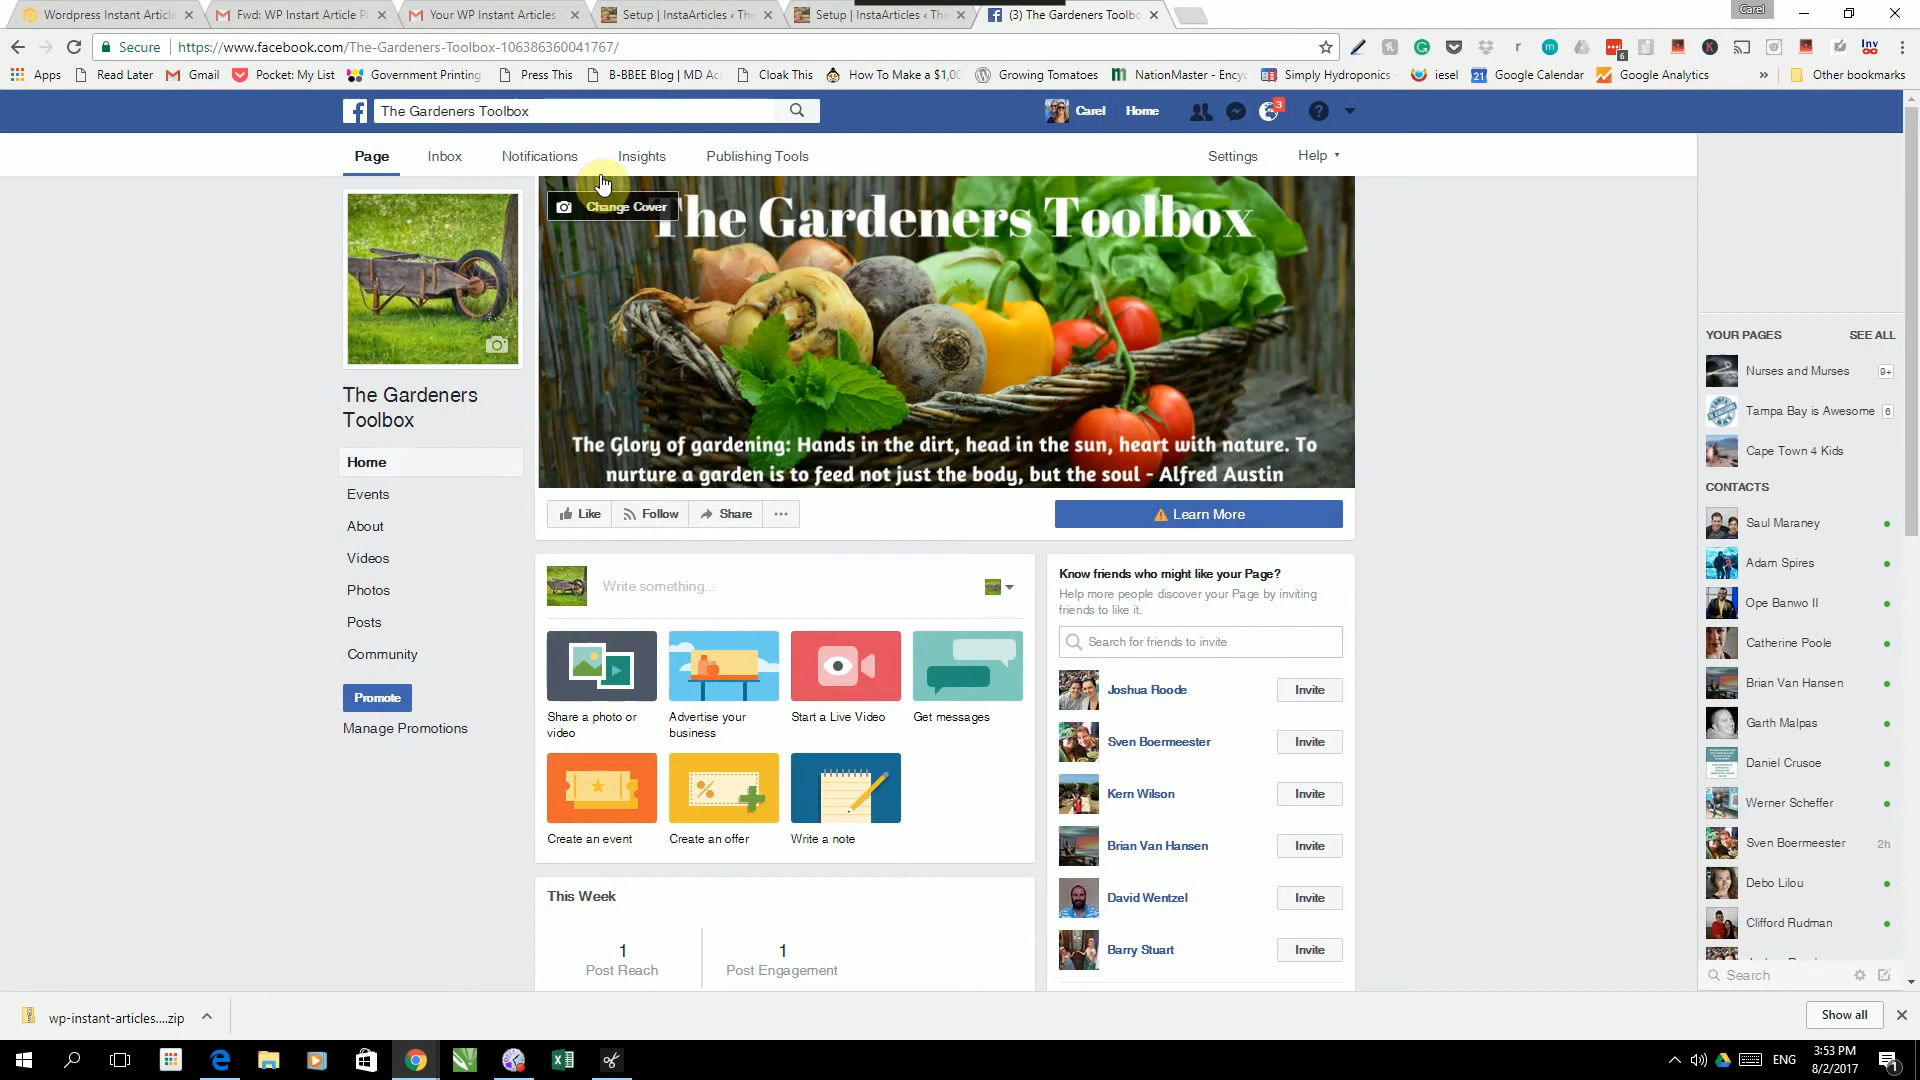 Wordpress Instant Article
Fwd: WP Instart Article P
Your WP Instant Articles
Setup | InstaArticles ‹ The
Setup | InstaArticles ‹ The
(3) The Gardeners Toolbo
Carel
Secure
https://www.facebook.com/The-Gardeners-Toolbox-106386360041767/
Apps
Read Later
Gmail
Pocket: My List
Government Printing
Press This
B-BBEE Blog | MD Ac
Cloak This
How To Make a $1,00
Growing Tomatoes
NationMaster - Ency
Simply Hydroponics
iesel
Google Calendar
Google Analytics
Other bookmarks
The Gardeners Toolbox
Carel
Home
3
Page
Inbox
Notifications
Insights
Publishing Tools
Settings
Help
Change Cover
The Gardeners Toolbox
The Glory of gardening: Hands in the dirt, head in the sun, heart with nature. To
nurture a garden is to feed not just the body, but the soul - Alfred Austin
The Gardeners
Toolbox
Home
Events
About
Videos
Photos
Posts
Community
Promote
Manage Promotions
Like
Follow
Share
Learn More
Write something...
Share a photo or
video
Advertise your
business
Start a Live Video
Get messages
Create an event
Create an offer
Write a note
This Week
1
Post Reach
1
Post Engagement
Know friends who might like your Page?
Help more people discover your Page by inviting
friends to like it.
Search for friends to invite
Joshua Roode
Invite
Sven Boermeester
Invite
Kern Wilson
Invite
Brian Van Hansen
Invite
David Wentzel
Invite
Barry Stuart
Invite
YOUR PAGES
SEE ALL
Nurses and Murses
9+
Tampa Bay is Awesome
6
Cape Town 4 Kids
CONTACTS
Saul Maraney
Adam Spires
Ope Banwo II
Catherine Poole
Brian Van Hansen
Garth Malpas
Daniel Crusoe
Werner Scheffer
Sven Boermeester
2h
Debo Lilou
Clifford Rudman
Search
wp-instant-articles....zip
Show all
ENG
3:53 PM
8/2/2017
1